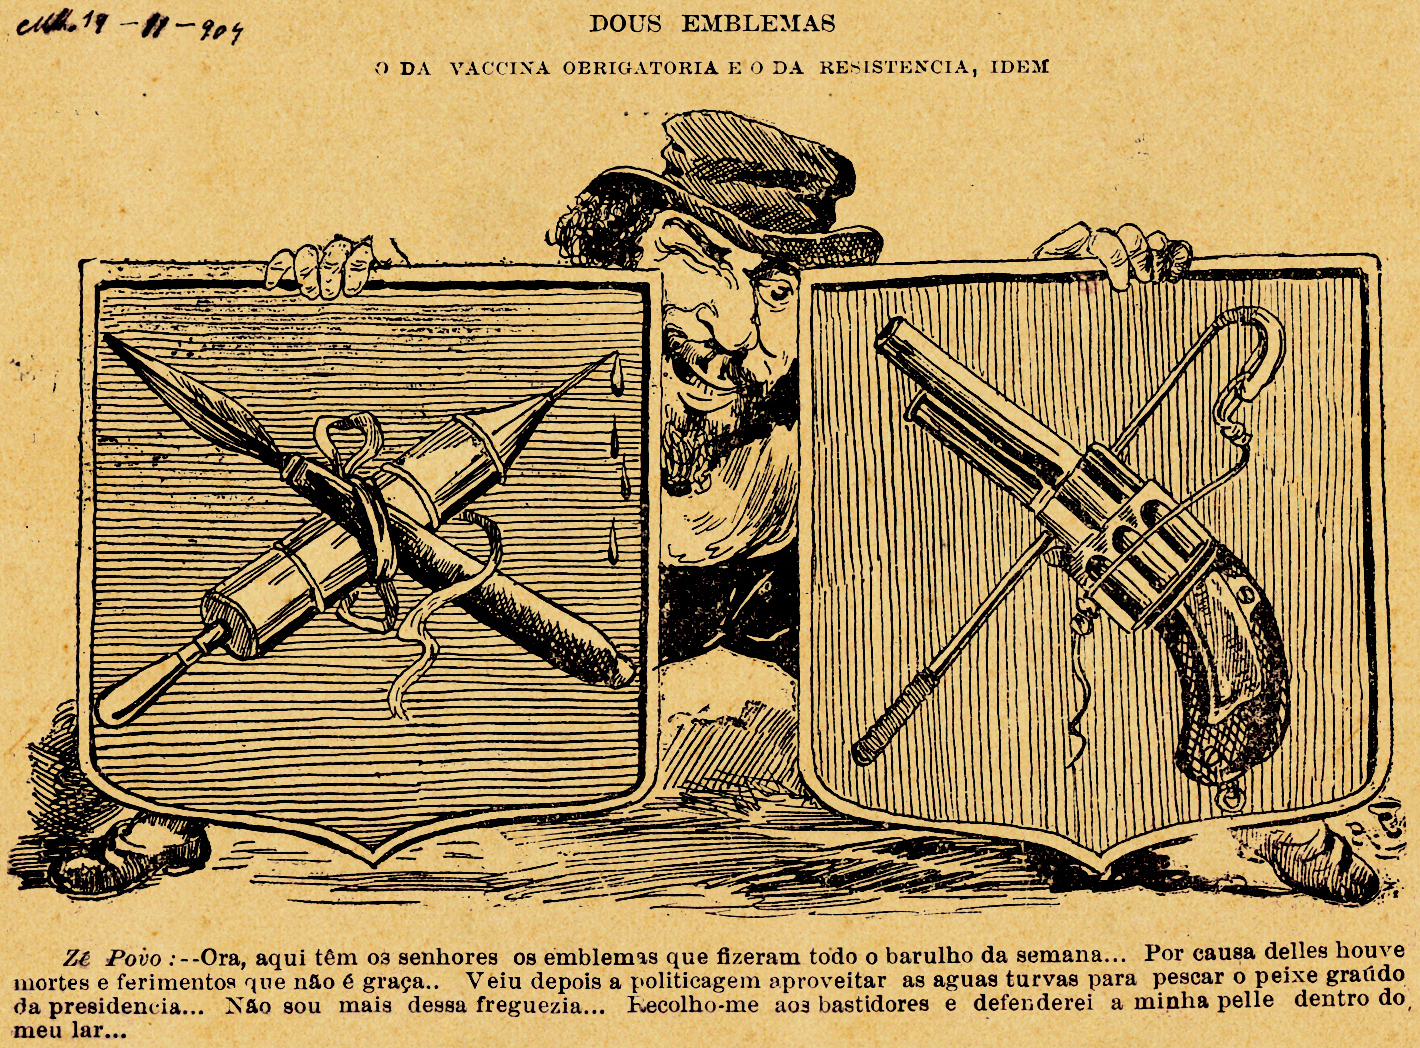 19-11-904
DOUS EMBLEMAS
O DA VACCINA OBRIGATORIA E O DA RESISTENCIA, IDEM
Zé Povo:--Ora, aqui têm os senhores os emblemas que fizeram todo o barulho da semana... Por causa delles houve
mortes e ferimentos que não é graça.. Veiu depois a politicagem aproveitar as aguas turvas para pescar o peixe graúdo
da presidencia... Não sou mais dessa freguezia... Recolho-me aos bastidores e defenderei a minha pelle dentro do
meu lar...